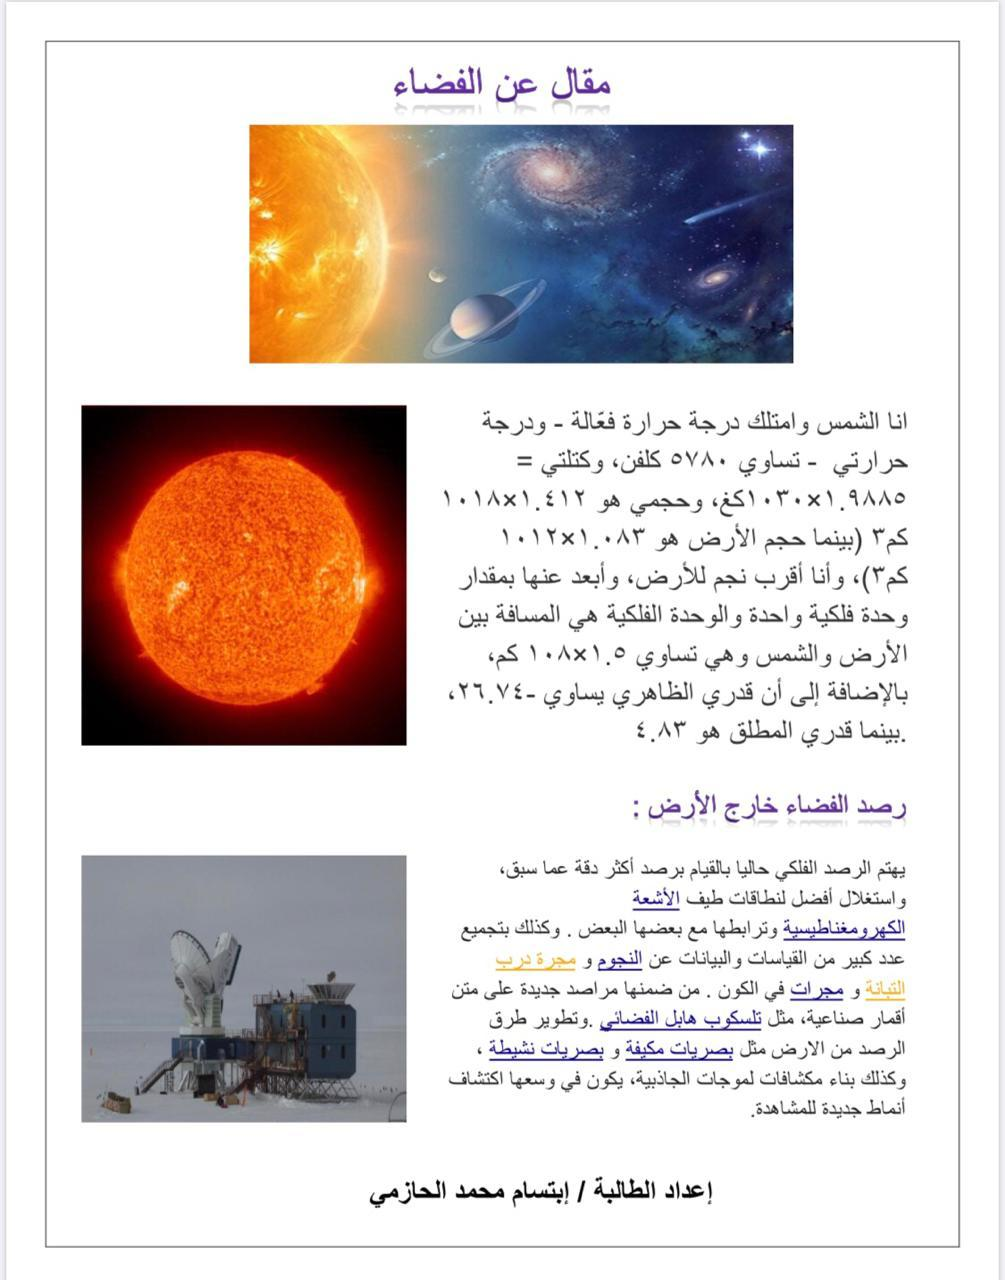 مقال عن الفضاء
انا الشمس وامتلك درجة حرارة فعّالة - ودرجة
حرارتي - تساوي ٥٧٨٠ كلفن، وكتلتي =
١.٩٨٨٥×١٠٣٠كغ، وحجمي هو ١.٤١٢×١٠١٨
كم٣ (بينما حجم الأرض هو ١.٠٨٣×١٠١٢
كم٣)، وأنا أقرب نجم للأرض، وأبعد عنها بمقدار
وحدة فلكية واحدة والوحدة الفلكية هي المسافة بين
الأرض والشمس وهي تساوي ١.٥×١٠٨ كم،
بالإضافة إلى أن قدري الظاهري يساوي -٢٦.٧٤،
.بينما قدري المطلق هو ٤.٨٣
رصد الفضاء خارج الأرض :
يهتم الرصد الفلكي حاليا بالقيام برصد أكثر دقة عما سبق،
واستغلال أفضل لنطاقات طيف الأشعة
الكهرومغناطيسية وترابطها مع بعضها البعض . وكذلك بتجميع
عدد كبير من القياسات والبيانات عن النجوم و مجرة درب
التبانة و مجرات في الكون . من ضمنها مراصد جديدة على متن
أقمار صناعية، مثل تلسكوب هابل الفضائي .وتطوير طرق
الرصد من الارض مثل بصريات مكيفة و بصريات نشيطة ،
وكذلك بناء مكشافات لموجات الجاذبية، يكون في وسعها اكتشاف
أنماط جديدة للمشاهدة.
إعداد الطالبة / إبتسام محمد الحازمي